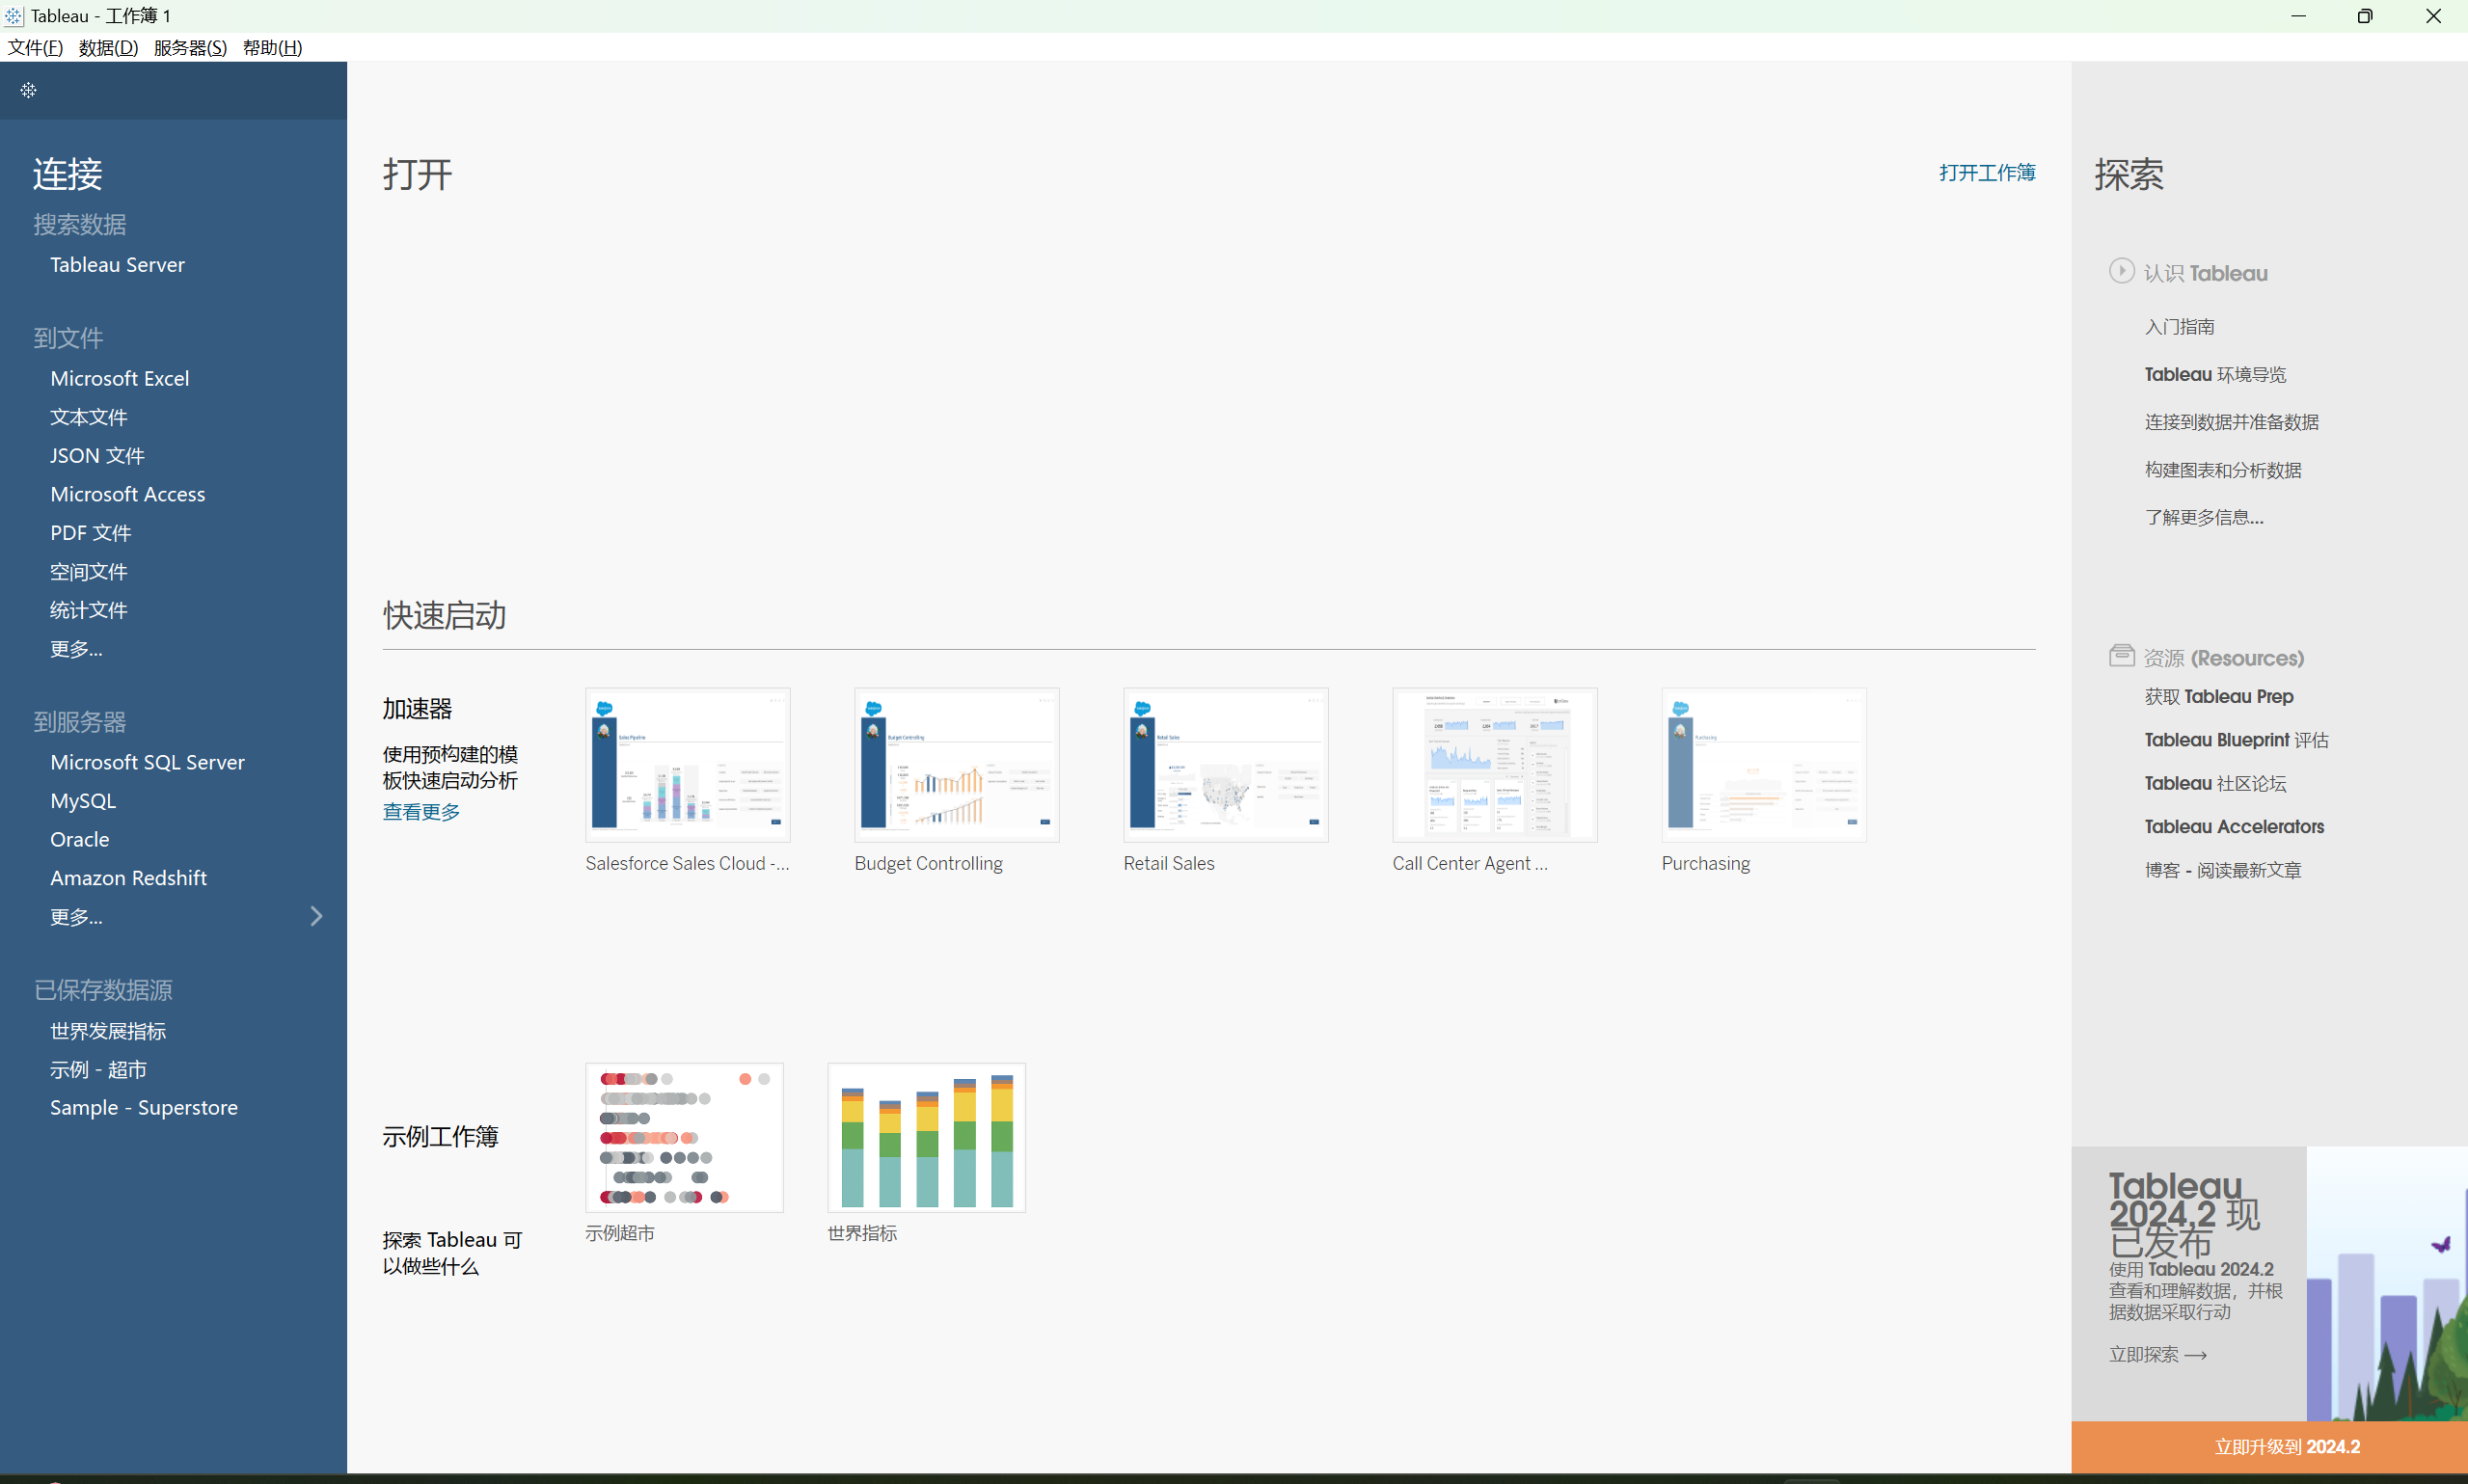 Tableau - 工作簿 1
文件(F) 数据(D) 服务器(S) 帮助(H)
连接
搜索数据
Tableau Server
到文件
Microsoft Excel
文本文件
JSON 文件
Microsoft Access
PDF 文件
空间文件
统计文件
更多...
到服务器
Microsoft SQL Server
MySQL
Oracle
Amazon Redshift
更多...
已保存数据源
世界发展指标
示例 - 超市
Sample - Superstore
打开
打开工作簿
快速启动
加速器
使用预构建的模
板快速启动分析
查看更多
Sales Pipeline
Salesforce Sales Cloud -...
Budget Controlling
Budget Controlling
Retail Sales
Retail Sales
Call Center Agent ...
Purchasing
Purchasing
示例工作簿
探索 Tableau 可
以做些什么
示例超市
世界指标
探索
认识 Tableau
入门指南
Tableau 环境导览
连接到数据并准备数据
构建图表和分析数据
了解更多信息...
资源 (Resources)
获取 Tableau Prep
Tableau Blueprint 评估
Tableau 社区论坛
Tableau Accelerators
博客 - 阅读最新文章
Tableau
2024.2 现
已发布
使用 Tableau 2024.2
查看和理解数据，并根
据数据采取行动
立即探索 →
立即升级到 2024.2